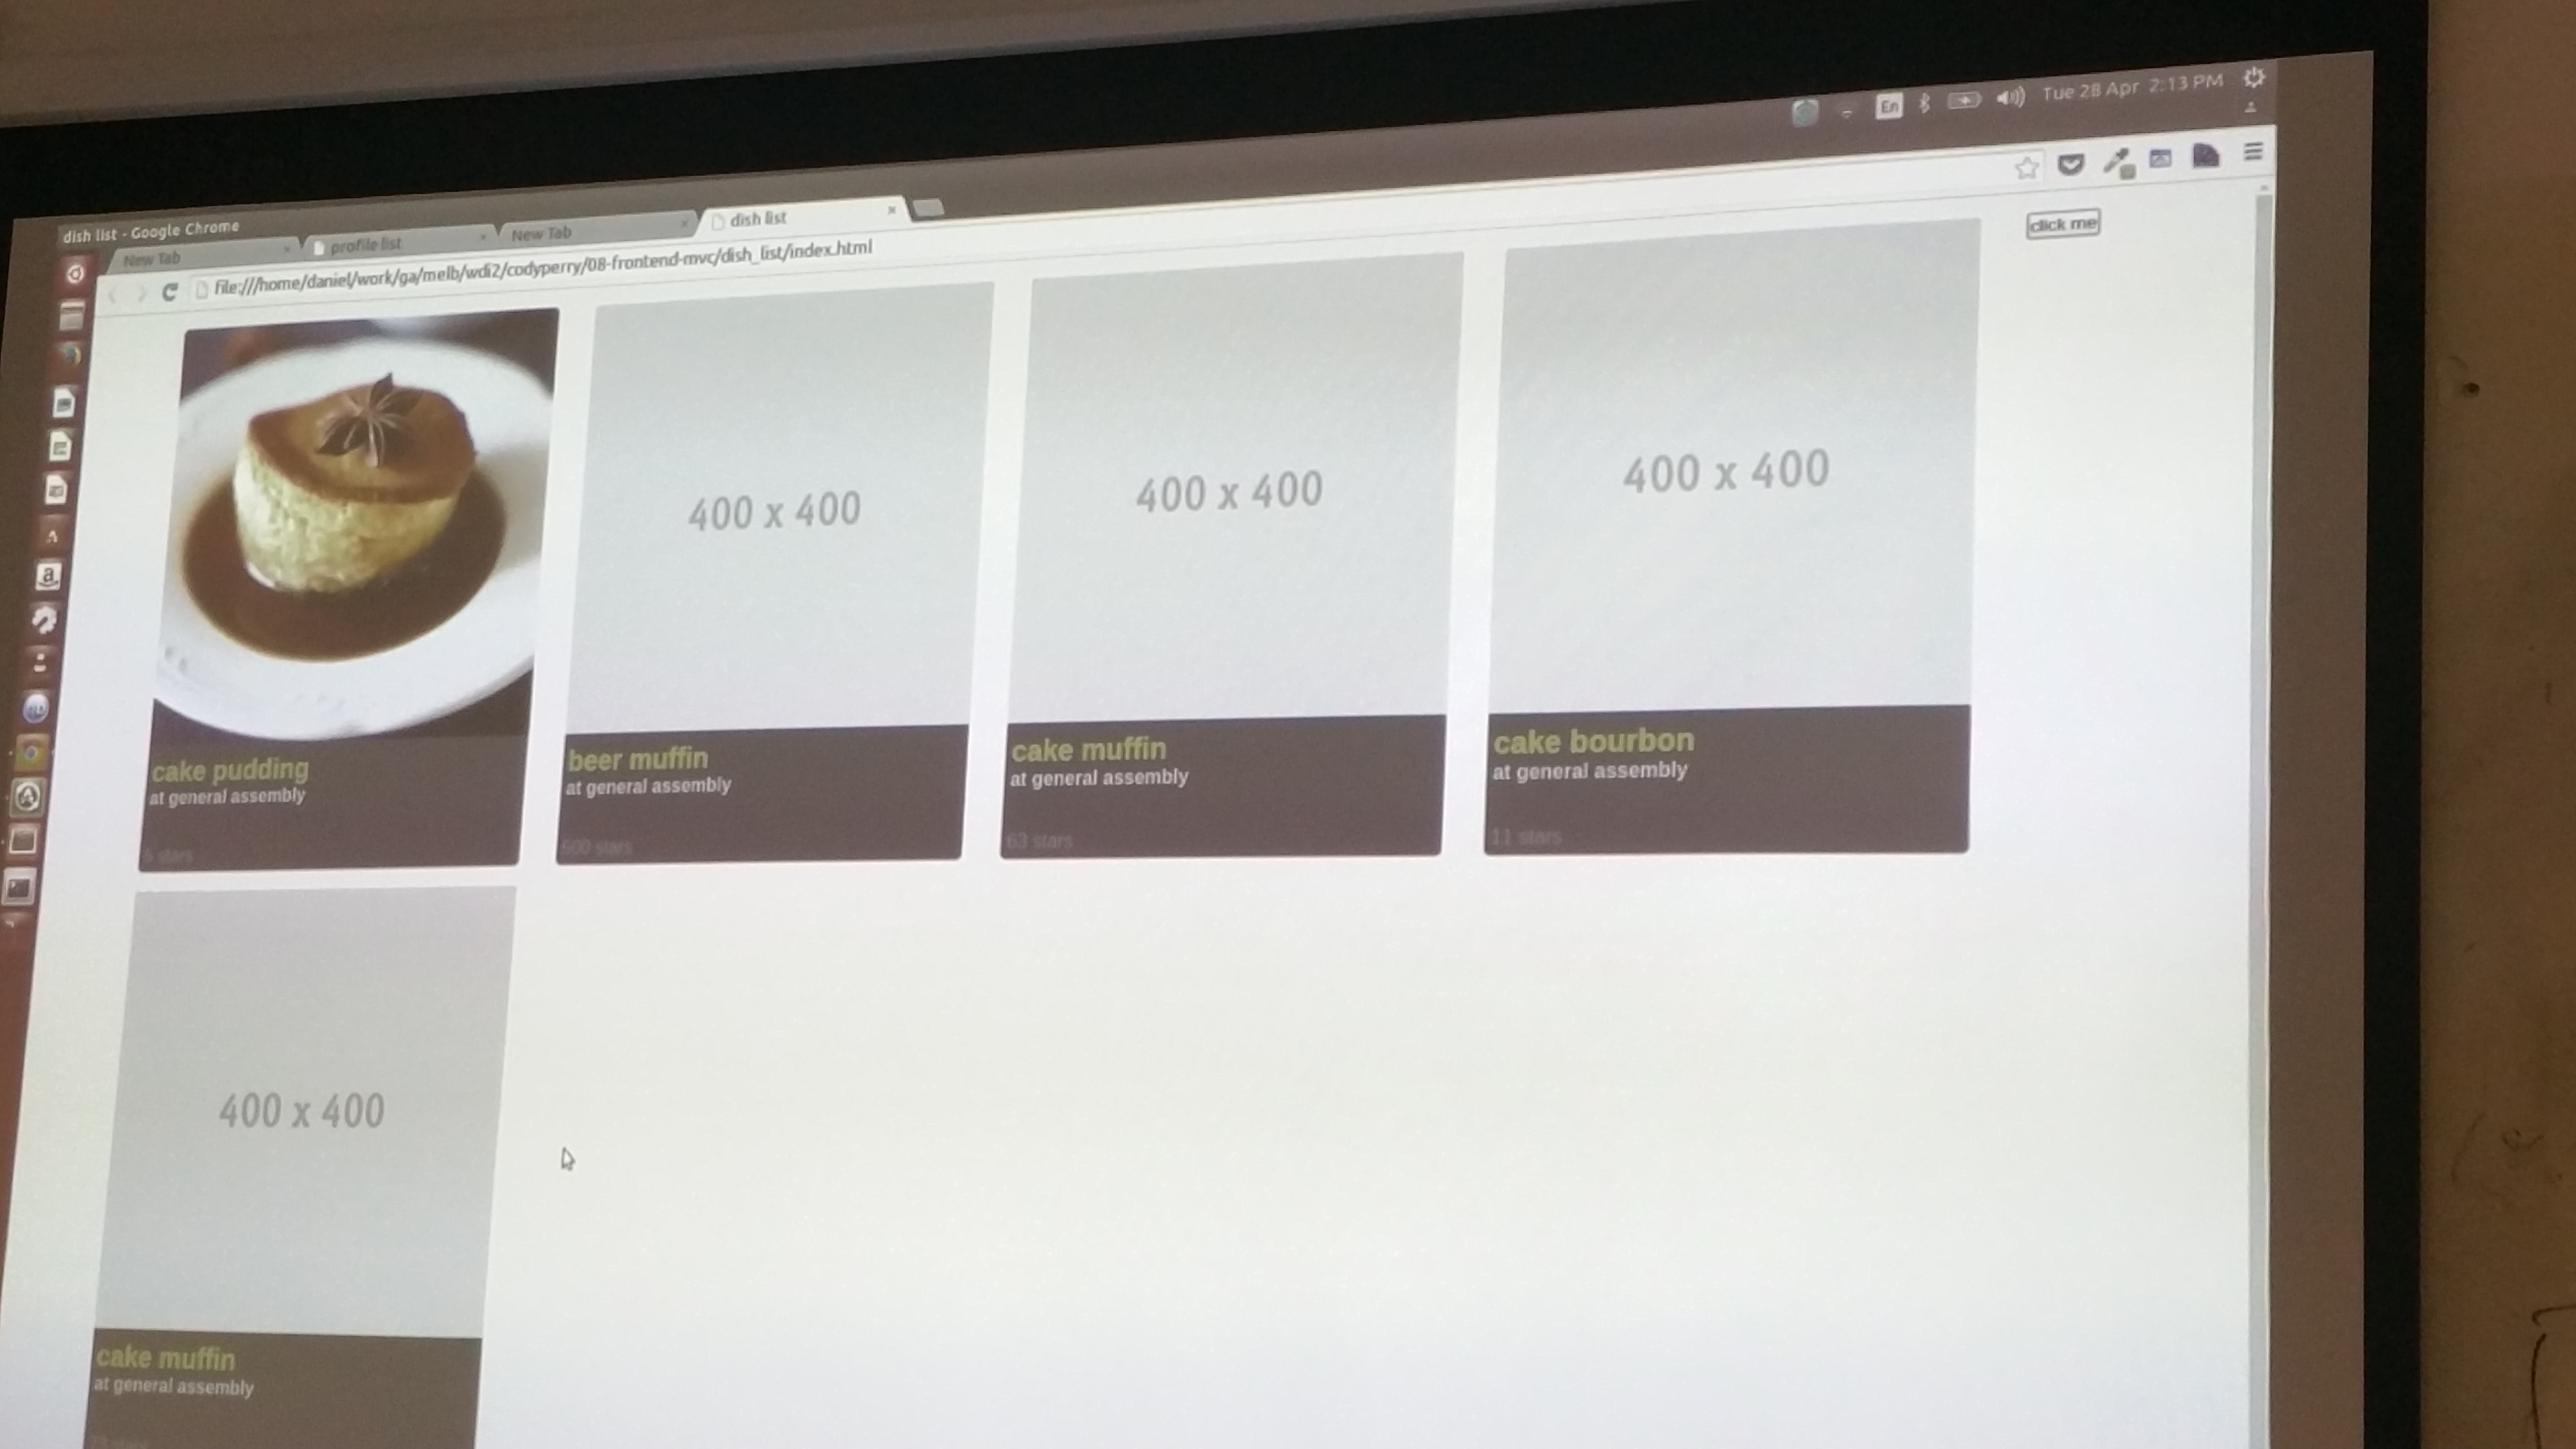 Tue 28 Apr 2:13 PM
En
dish list - Google Chrome
New Tab
profile list
New Tab
dish list
file:///home/daniel/work/ga/melb/wdi2/codyperry/08-frontend-mvc/dish_list/index.html
click me
400 x 400
400 x 400
400 x 400
cake pudding
at general assembly
5 stars
beer muffin
at general assembly
500 stars
cake muffin
at general assembly
63 stars
cake bourbon
at general assembly
11 stars
400 x 400
cake muffin
at general assembly